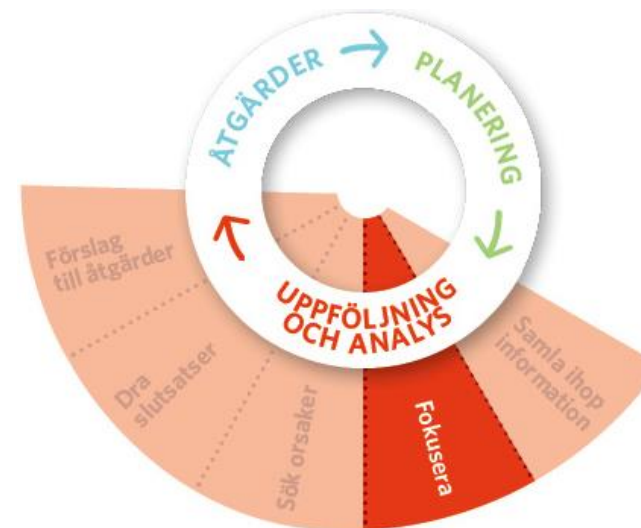 ÅTGÄRDER
PLANERING
UPPFÖLJNING
OCH ANALYS
Samla ihop
information
Fokusera
Sök orsaker
Dra
slutsatser
Förslag
till åtgärder